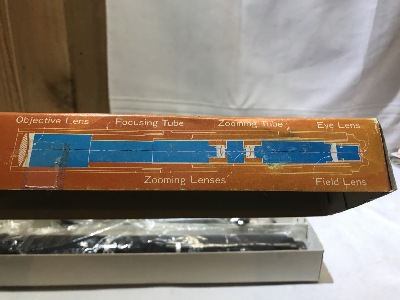 Objective Lens Focusing Tube Zooming Tube Eye Lens
Zooming Lenses Field Lens